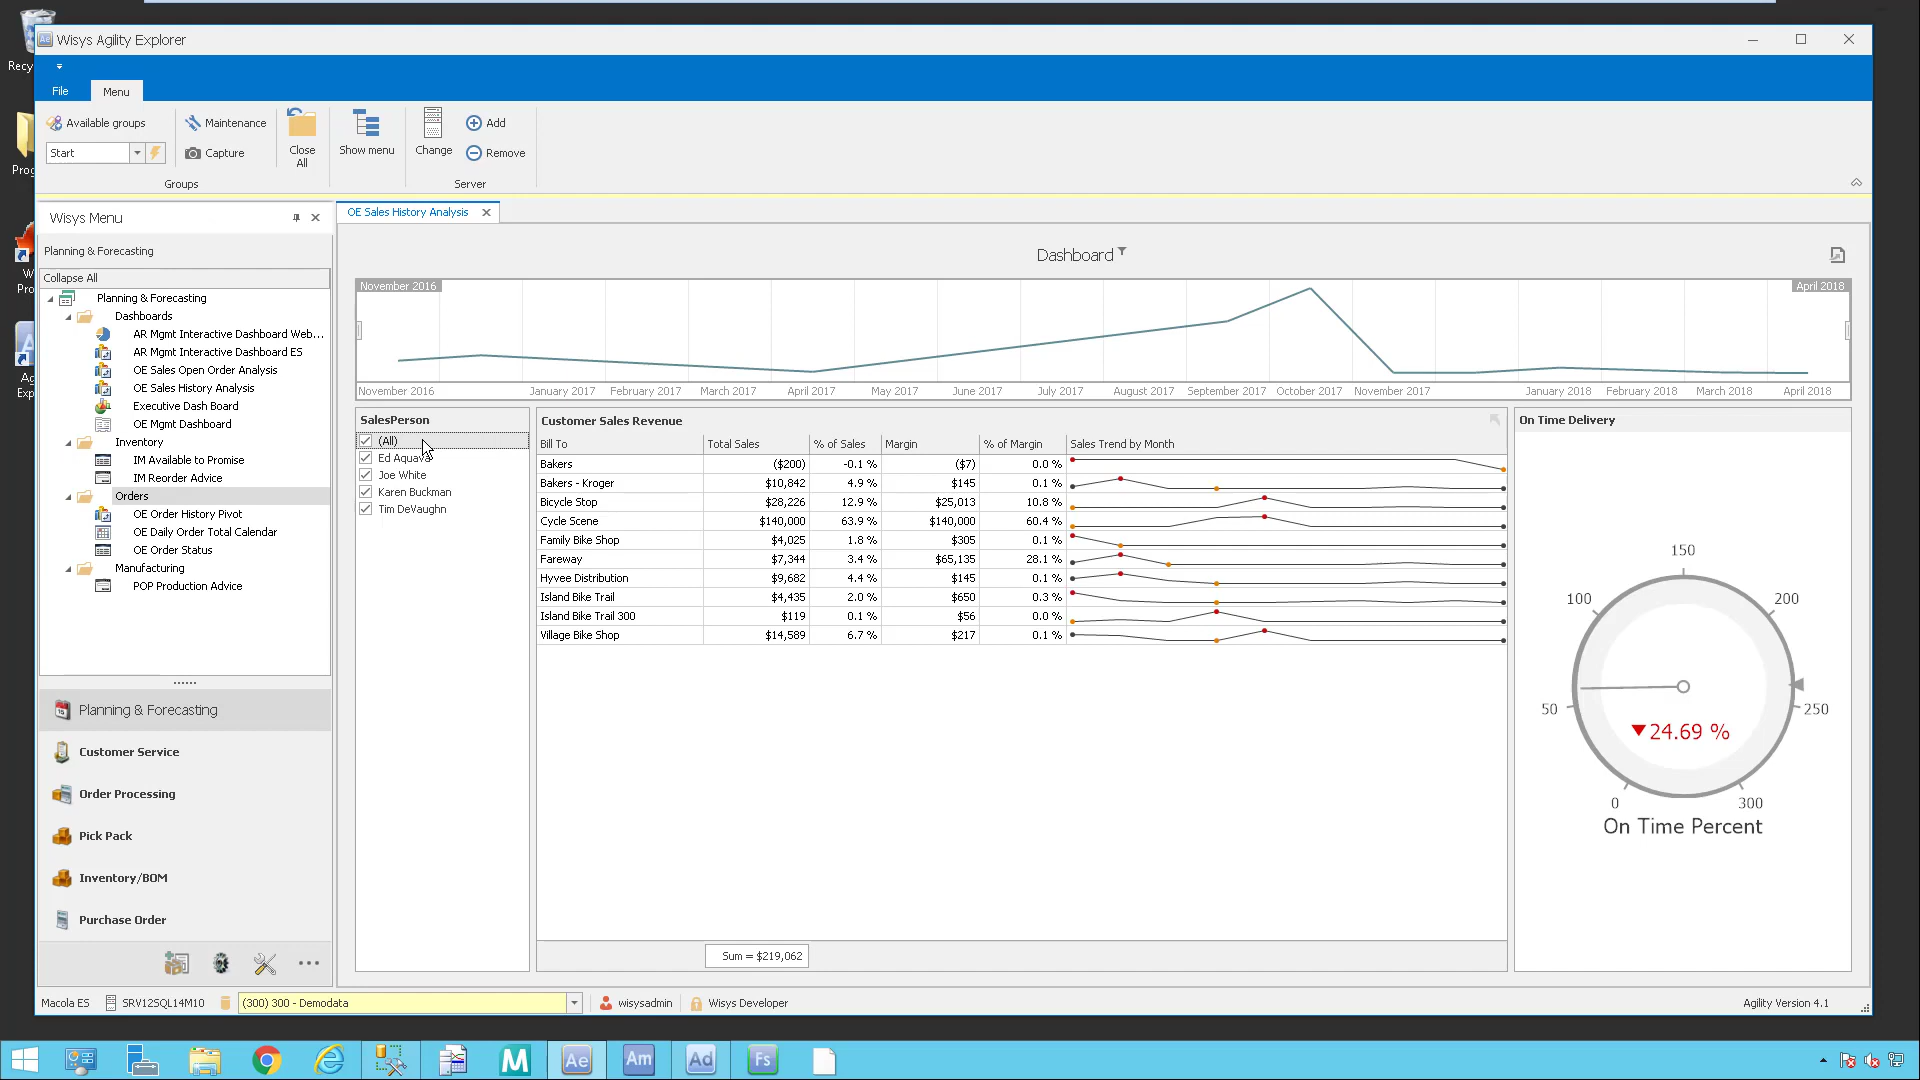 Recy
Prog
W
Pro
Ag
Exp
Wisys Agility Explorer
File
Menu
Available groups
Start
Maintenance
Capture
Groups
Close
All
Show menu
Change
Add
Remove
Server
Wisys Menu
Planning & Forecasting
Collapse All
Planning & Forecasting
Dashboards
AR Mgmt Interactive Dashboard Web...
AR Mgmt Interactive Dashboard ES
OE Sales Open Order Analysis
OE Sales History Analysis
Executive Dash Board
OE Mgmt Dashboard
Inventory
IM Available to Promise
IM Reorder Advice
Orders
OE Order History Pivot
OE Daily Order Total Calendar
OE Order Status
Manufacturing
POP Production Advice
Planning & Forecasting
Customer Service
Order Processing
Pick Pack
Inventory/BOM
Purchase Order
OE Sales History Analysis
Dashboard
November 2016
April 2018
November 2016 January 2017 February 2017 March 2017 April 2017 May 2017 June 2017 July 2017 August 2017 September 2017 October 2017 November 2017 January 2018 February 2018 March 2018 April 2018
SalesPerson
(All)
Ed Aquava
Joe White
Karen Buckman
Tim DeVaughn
Customer Sales Revenue
Bill To Total Sales % of Sales Margin % of Margin Sales Trend by Month
Bakers ($200) -0.1 % ($7) 0.0 %
Bakers - Kroger $10,842 4.9 % $145 0.1 %
Bicycle Stop $28,226 12.9 % $25,013 10.8 %
Cycle Scene $140,000 63.9 % $140,000 60.4 %
Family Bike Shop $4,025 1.8 % $305 0.1 %
Fareway $7,344 3.4 % $65,135 28.1 %
Hyvee Distribution $9,682 4.4 % $145 0.1 %
Island Bike Trail $4,435 2.0 % $650 0.3 %
Island Bike Trail 300 $119 0.1 % $56 0.0 %
Village Bike Shop $14,589 6.7 % $217 0.1 %
Sum = $219,062
On Time Delivery
150
100
200
50
250
24.69 %
0
300
On Time Percent
Macola ES SRV12SQL14M10 (300) 300 - Demodata wisysadmin Wisys Developer Agility Version 4.1
M Ae Am Ad Fs